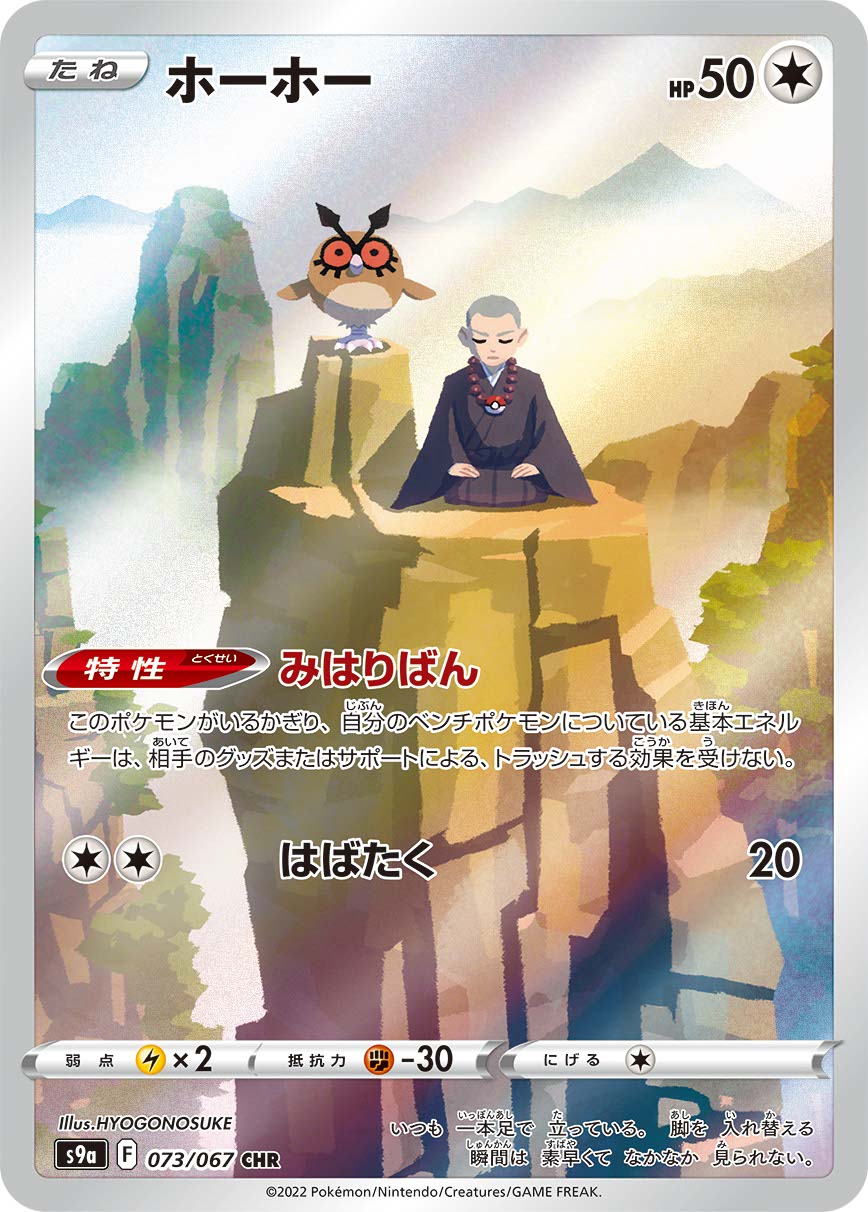 たね ホーホー HP50
特性 とくせい みはりばん
このポケモンがいるかぎり、自分のベンチポケモンについている基本エネル
ギーは、相手のグッズまたはサポートによる、トラッシュする効果を受けない。
はばたく 20
弱点 ×2 抵抗力 -30 にげる
Illus.HYOGONOSUKE
いつも 一本足で 立っている。 脚を 入れ替える
瞬間は 素早くて なかなか 見られない。
s9a F 073/067 CHR
©2022 Pokémon/Nintendo/Creatures/GAME FREAK.